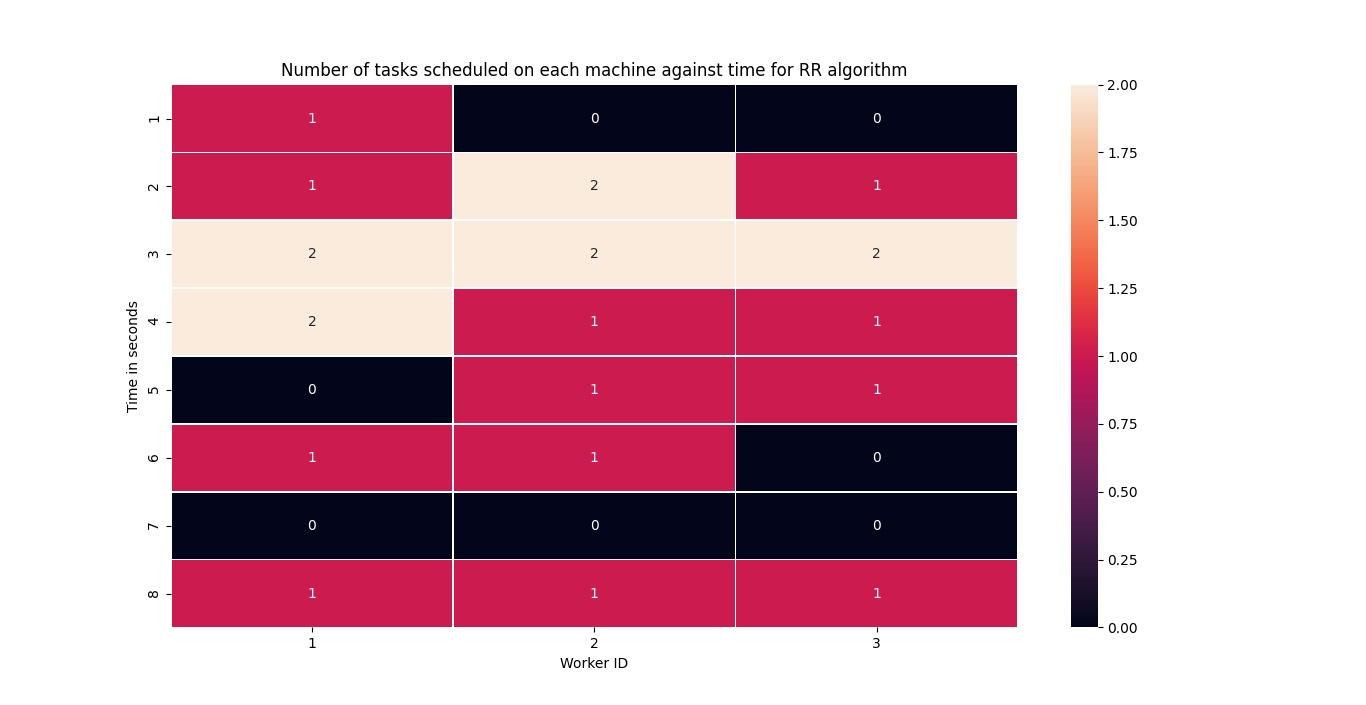 Number of tasks scheduled on each machine against time for RR algorithm
1 1 0 0
2 1 2 1
3 2 2 2
4 2 1 1
5 0 1 1
6 1 1 0
7 0 0 0
8 1 1 1
1 2 3
Worker ID
Time in seconds
2.00
1.75
1.50
1.25
1.00
0.75
0.50
0.25
0.00